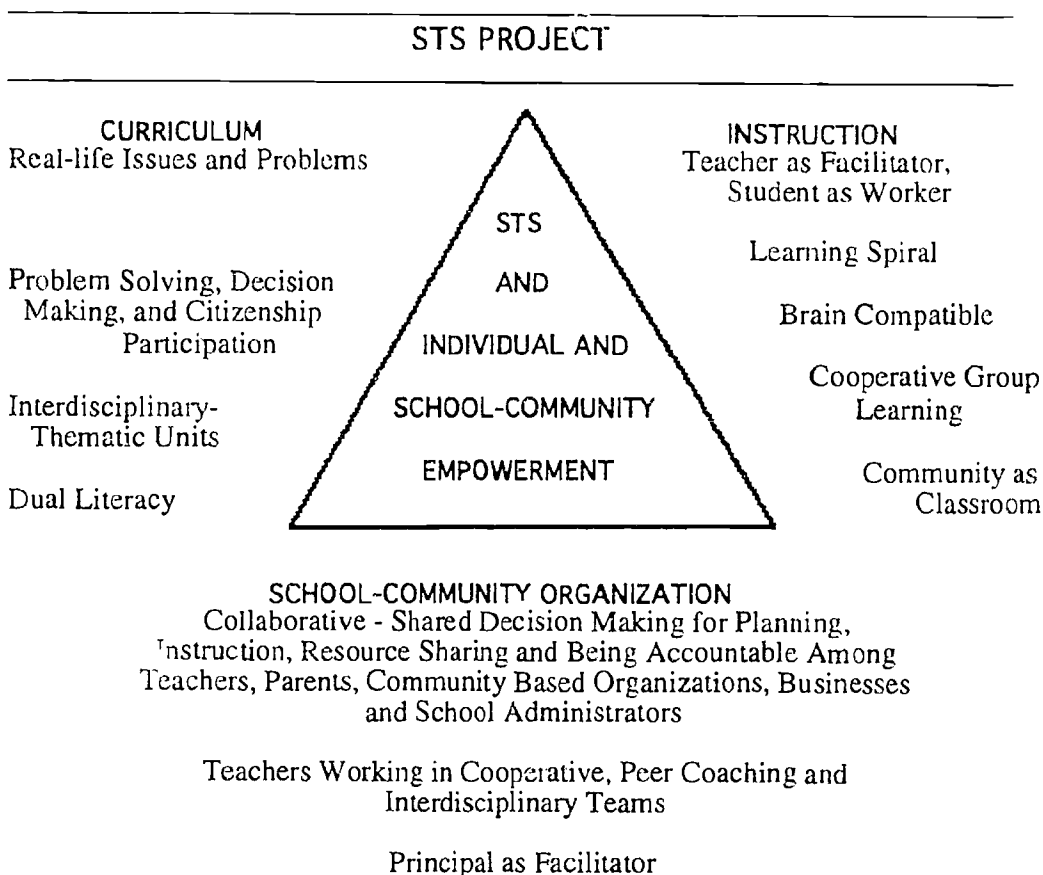 STS PROJECT
CURRICULUM
Real-life Issues and Problems
Problem Solving, Decision
Making, and Citizenship
Participation
Interdisciplinary-
Thematic Units
Dual Literacy
STS
AND
INDIVIDUAL AND
SCHOOL-COMMUNITY
EMPOWERMENT
INSTRUCTION
Teacher as Facilitator,
Student as Worker
Learning Spiral
Brain Compatible
Cooperative Group
Learning
Community as
Classroom
SCHOOL-COMMUNITY ORGANIZATION
Collaborative - Shared Decision Making for Planning,
Instruction, Resource Sharing and Being Accountable Among
Teachers, Parents, Community Based Organizations, Businesses
and School Administrators
Teachers Working in Cooperative, Peer Coaching and
Interdisciplinary Teams
Principal as Facilitator